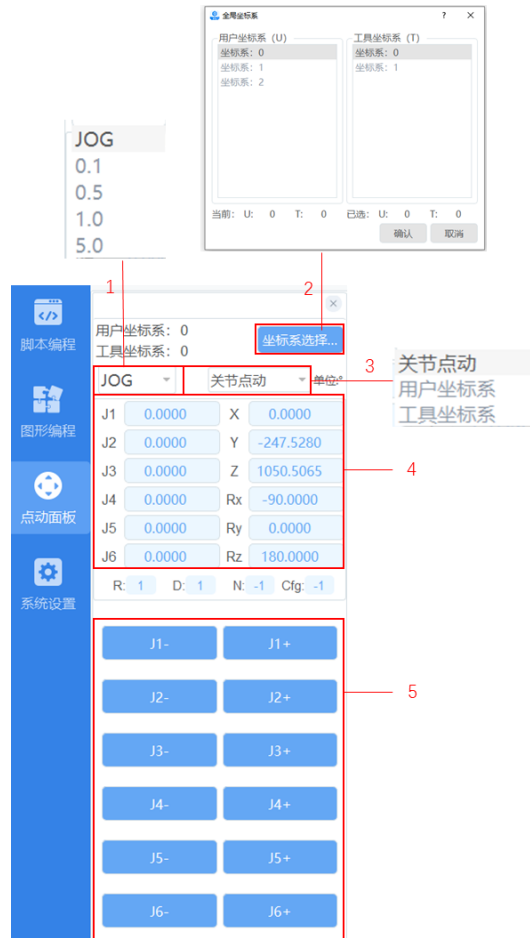 全局坐标系 ? ×
用户坐标系 (U) 工具坐标系 (T)
坐标系: 0 坐标系: 0
坐标系: 1 坐标系: 1
坐标系: 2
当前: U: 0 T: 0 已选: U: 0 T: 0
确认 取消
JOG
0.1
0.5
1.0
5.0
1
2
脚本编程
图形编程
点动面板
系统设置
用户坐标系: 0
工具坐标系: 0
坐标系选择...
JOG 关节点动 单位:°
3
关节点动
用户坐标系
工具坐标系
J1 0.0000 X 0.0000
J2 0.0000 Y -247.5280
J3 0.0000 Z 1050.5065
J4 0.0000 Rx -90.0000
J5 0.0000 Ry 0.0000
J6 0.0000 Rz 180.0000
4
R: 1 D: 1 N: -1 Cfg: -1
J1- J1+
J2- J2+
5
J3- J3+
J4- J4+
J5- J5+
J6- J6+